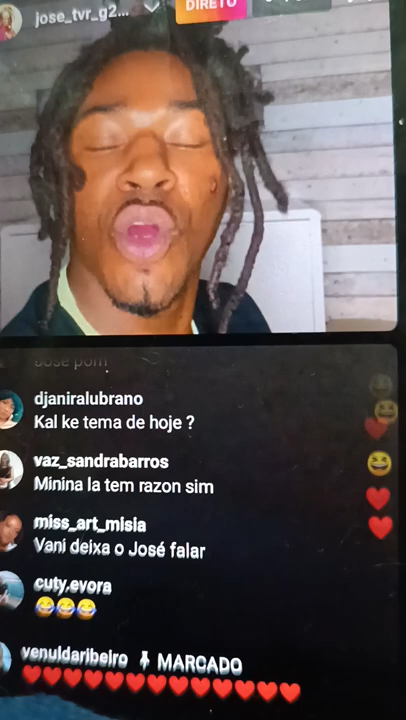 jose_tvr_g2...
DIRETO
djaniralubrano
Kal ke tema de hoje ?
vaz_sandrabarros
Minina la tem razon sim
miss_art_misia
Vani deixa o José falar
cuty.evora
😂😂😂
venuldaribeiro 📌 MARCADO
❤️❤️❤️❤️❤️❤️❤️❤️❤️❤️❤️❤️❤️